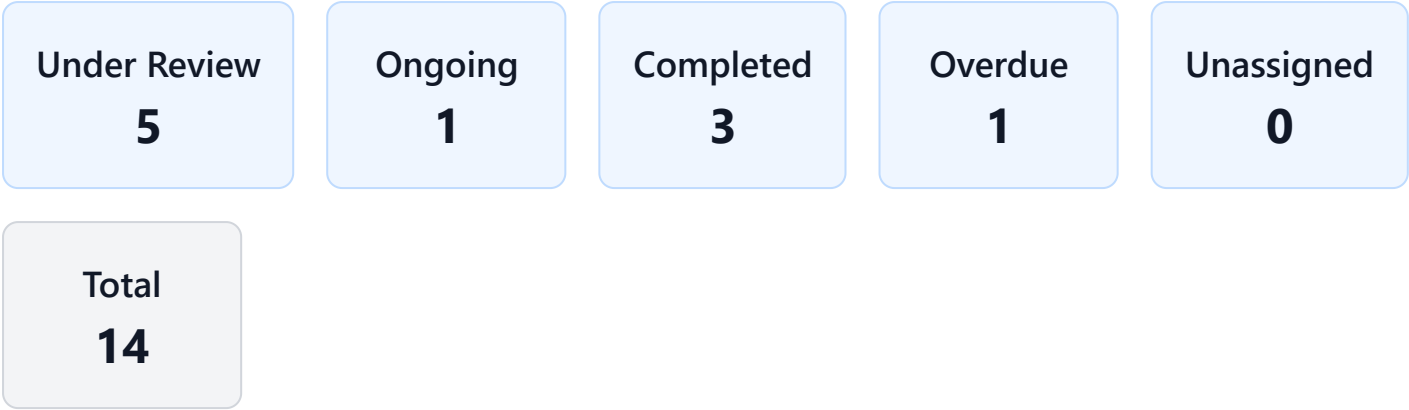 Under Review
5
Ongoing
1
Completed
3
Overdue
1
Unassigned
0
Total
14